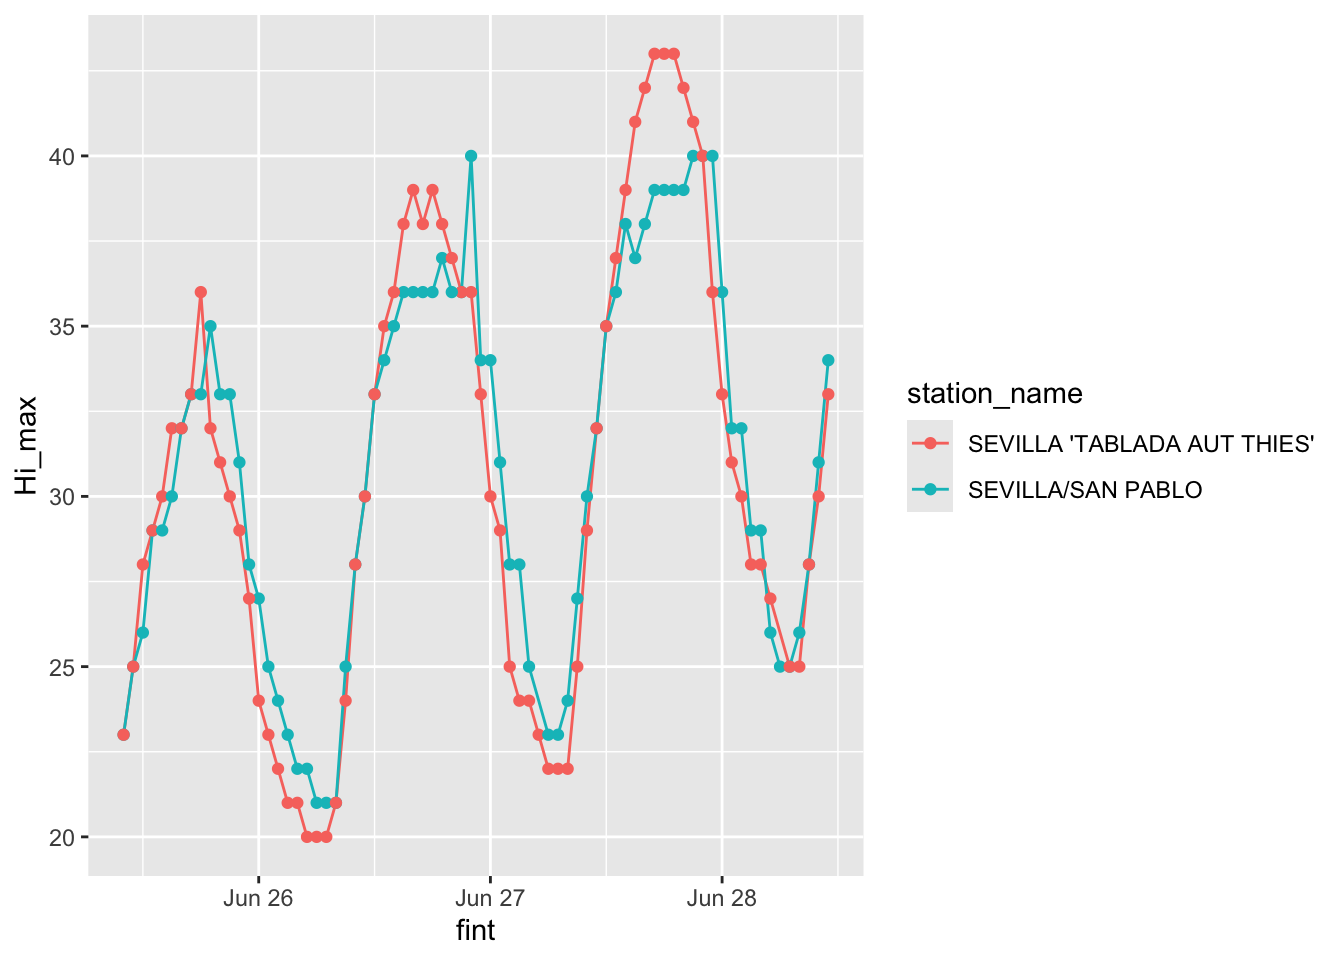 40
35
30
25
20
Hi_max
Jun 26
Jun 27
Jun 28
fint
station_name
SEVILLA 'TABLADA AUT THIES'
SEVILLA/SAN PABLO